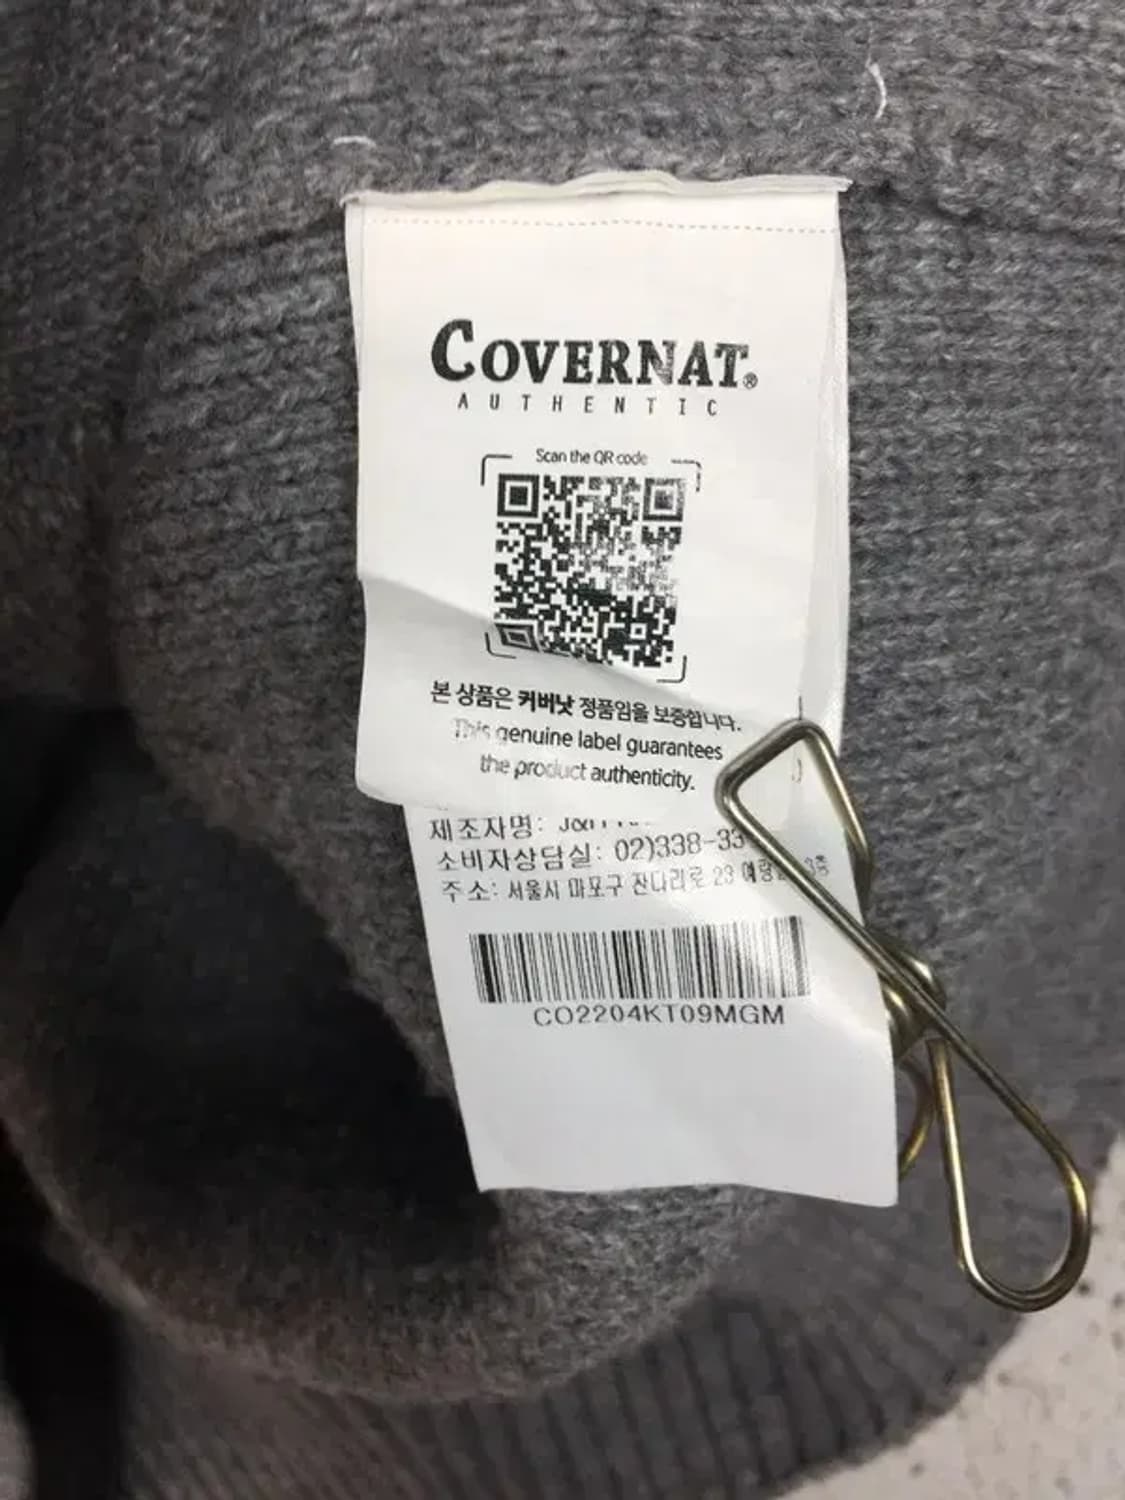 COVERNAT®
AUTHENTIC
Scan the QR code
본 상품은 커버낫 정품임을 보증합니다.
This genuine label guarantees
the product authenticity.
제조자명:
소비자상담실: 02)338-33
주소: 서울시 마포구 잔다리로 23 3층
CO2204KT09MGM